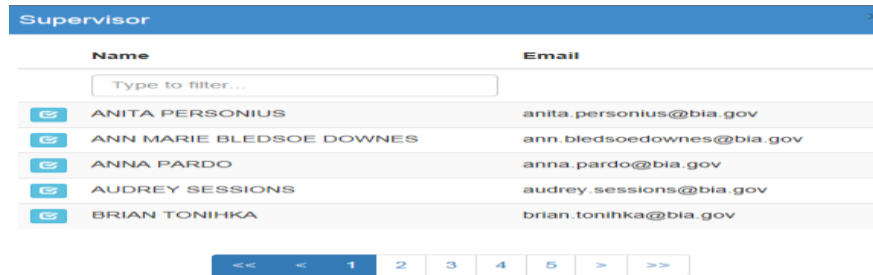 Supervisor
Name Email
Type to filter...
ANITA PERSONIUS anita.personius@bia.gov
ANN MARIE BLEDSOE DOWNES ann.bledsoedownes@bia.gov
ANNA PARDO anna.pardo@bia.gov
AUDREY SESSIONS audrey.sessions@bia.gov
BRIAN TONIHKA brian.tonihka@bia.gov
<< < 1 2 3 4 5 > >>